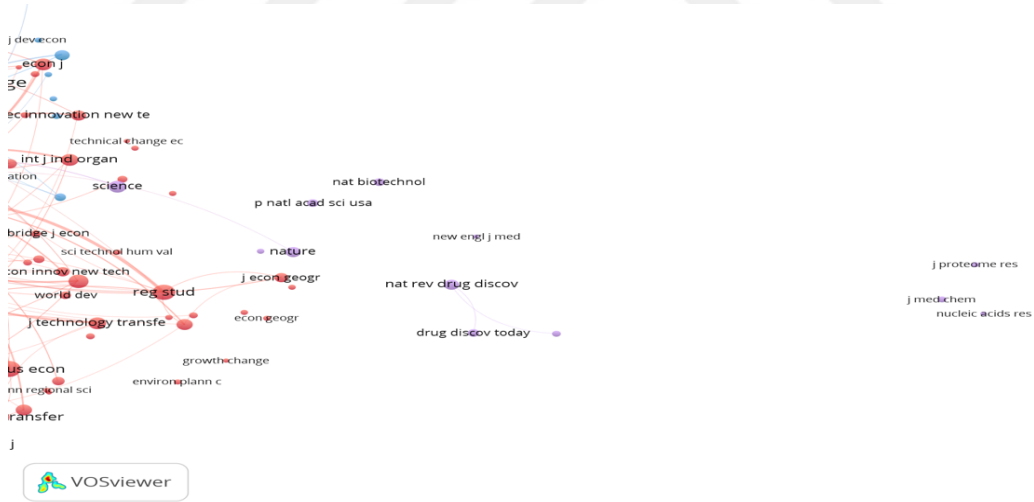 j dev econ
econ j
ge
ec innovation new te
technical change ec
int j ind organ
ation
science
nat biotechnol
p natl acad sci usa
bridge j econ
new engl j med
sci technol hum val
nature
j proteome res
con innov new tech
j econ geogr
nat rev drug discov
world dev
reg stud
j med chem
nucleic acids res
j technology transfe
econ geogr
drug discov today
growth change
us econ
environ plann c
nn regional sci
ransfer
j
VOSviewer